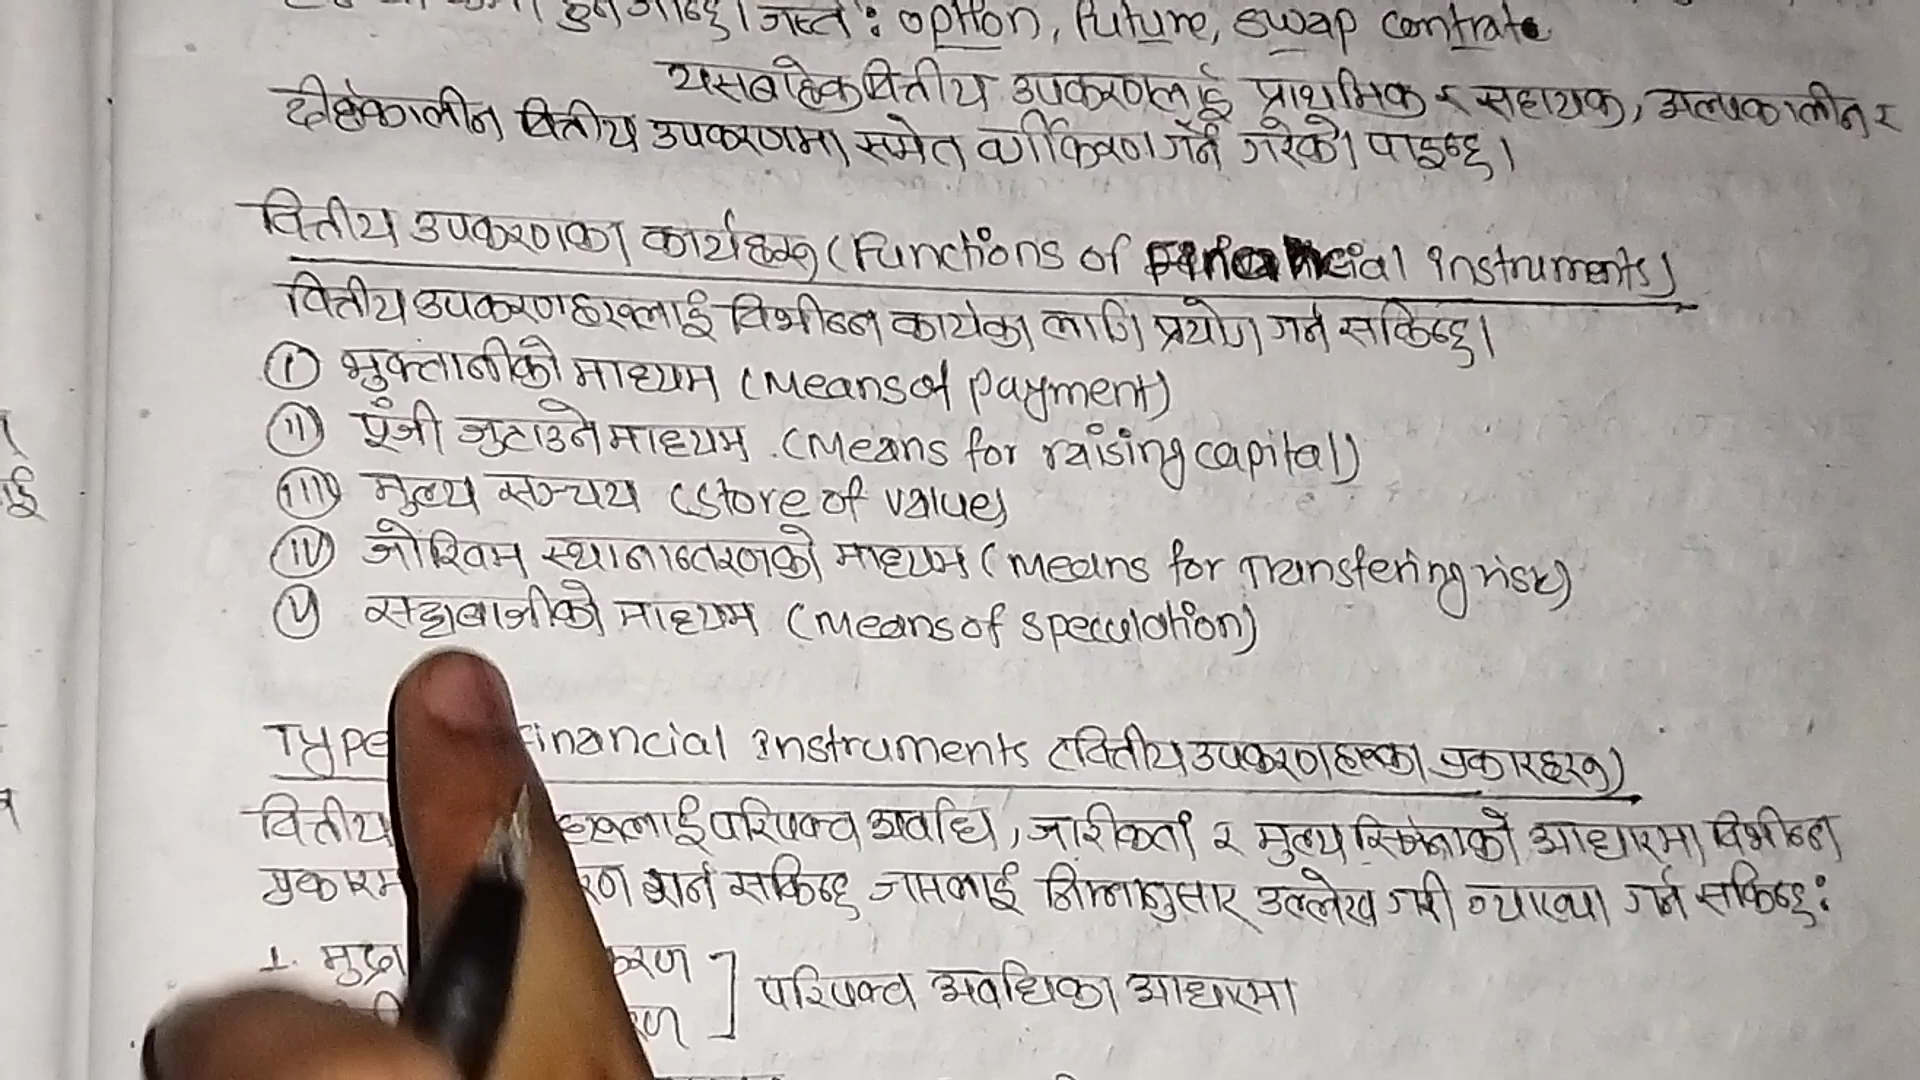 जस्तै : option, future, swap contrate
यसबाहेक वित्तीय उपकरणलाई प्राथमिक र सहायक, अल्पकालीन र
दीर्घकालीन वित्तीय उपकरणमा समेत वर्गीकरण गर्ने गरेको पाइन्छ।
वित्तीय उपकरणका कार्यहरू (Functions of Financial instruments)
वित्तीय उपकरणहरूलाई विभीन्न कार्यका लागि प्रयोग गर्न सकिन्छ।
(i) भुक्तानीको माध्यम (Means of payment)
(ii) पूंजी जुटाउने माध्यम (Means for raising capital)
(iii) मुल्य सञ्चय (Store of value)
(iv) जोखिम स्थानान्तरणको माध्यम (Means for Transfering risk)
(v) सट्टाबाजीको माध्यम (Means of speculation)
Type Financial Instruments (वित्तीय उपकरणहरूका प्रकारहरू)
वित्तीय हरूलाई परिपक्व अवधि, जारीकर्ता र मुल्य स्थिरताको आधारमा विभीन्न
प्रकारम रण गर्न सकिन्छ जसलाई निम्नानुसार उल्लेख गरी व्याख्या गर्न सकिन्छ:
1. मुद्रा करण ] परिपक्व अवधिका आधारमा